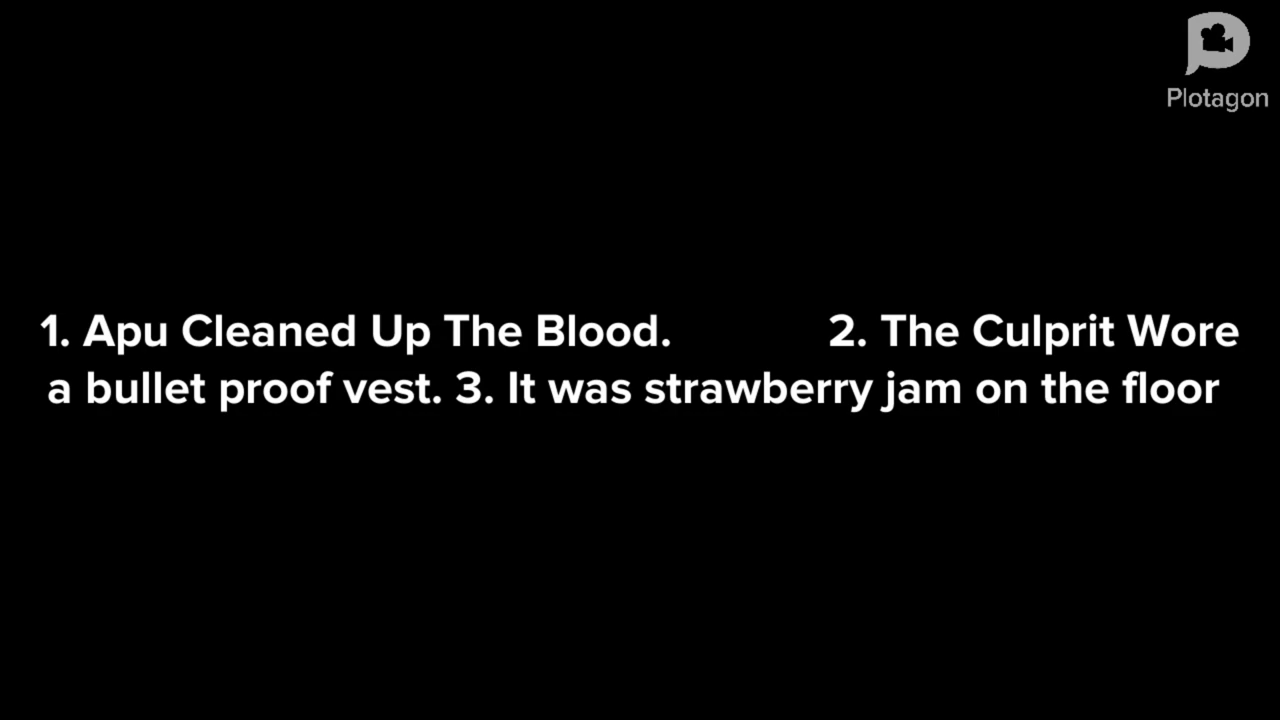 Plotagon
1. Apu Cleaned Up The Blood. 2. The Culprit Wore
a bullet proof vest. 3. It was strawberry jam on the floor